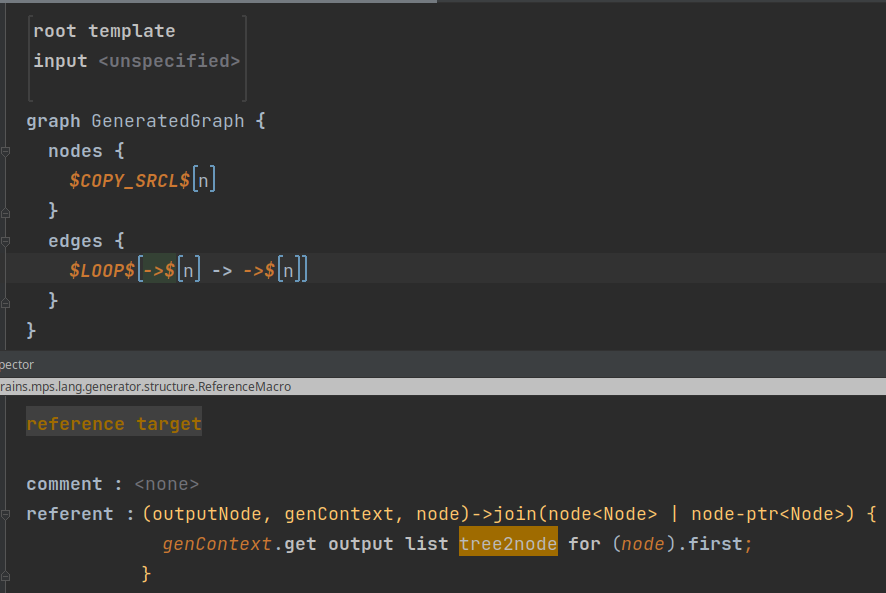 root template
input <unspecified>
graph GeneratedGraph {
nodes {
$COPY_SRCL$[n]
}
edges {
$LOOP$[->$[n] -> ->$[n]]
}
}
pector
rains.mps.lang.generator.structure.ReferenceMacro
reference target
comment : <none>
referent : (outputNode, genContext, node)->join(node<Node> | node-ptr<Node>) {
genContext.get output list tree2node for (node).first;
}